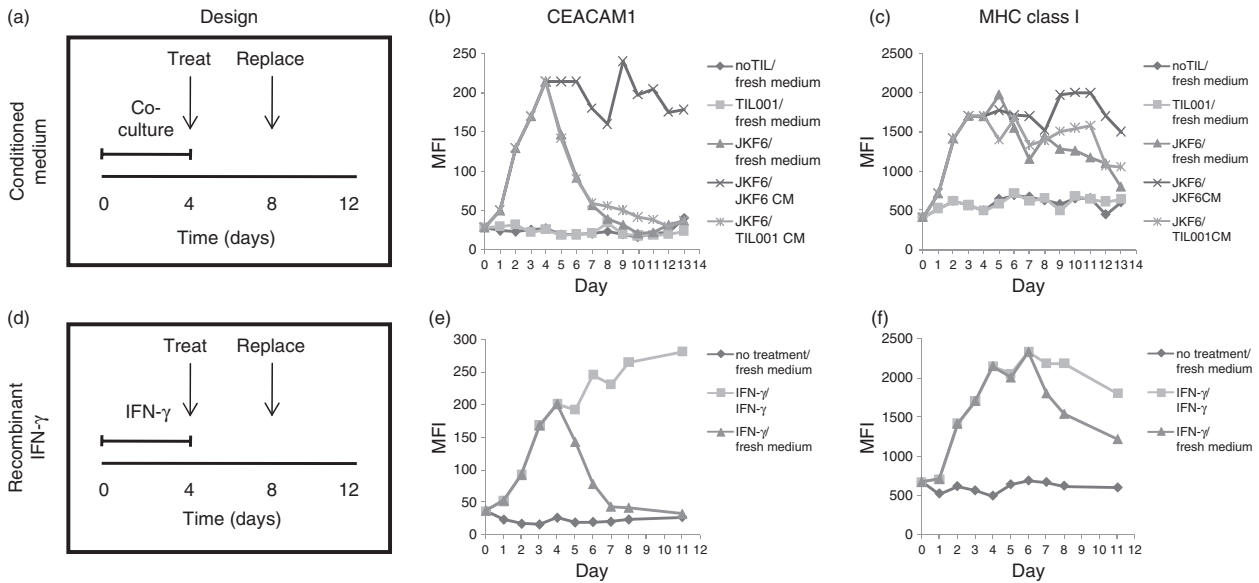 (a)
Design
Conditioned
medium
Treat
Replace
Co-
culture
0
4
8
12
Time (days)
(b)
CEACAM1
MFI
250
200
150
100
50
0
0 1 2 3 4 5 6 7 8 9 10 11 12 13 14
Day
noTIL/
fresh medium
TIL001/
fresh medium
JKF6/
fresh medium
JKF6/
JKF6 CM
JKF6/
TIL001 CM
(c)
MHC class I
MFI
2500
2000
1500
1000
500
0
0 1 2 3 4 5 6 7 8 9 10 11 12 13 14
Day
noTIL/
fresh medium
TIL001/
fresh medium
JKF6/
fresh medium
JKF6/
JKF6CM
JKF6/
TIL001CM
(d)
Recombinant
IFN-γ
Treat
Replace
IFN-γ
0
4
8
12
Time (days)
(e)
MFI
300
250
200
150
100
50
0
0 1 2 3 4 5 6 7 8 9 10 11 12
Day
no treatment/
fresh medium
IFN-γ/
IFN-γ
IFN-γ/
fresh medium
(f)
MFI
2500
2000
1500
1000
500
0
0 1 2 3 4 5 6 7 8 9 10 11 12
Day
no treatment/
fresh medium
IFN-γ/
IFN-γ
IFN-γ/
fresh medium